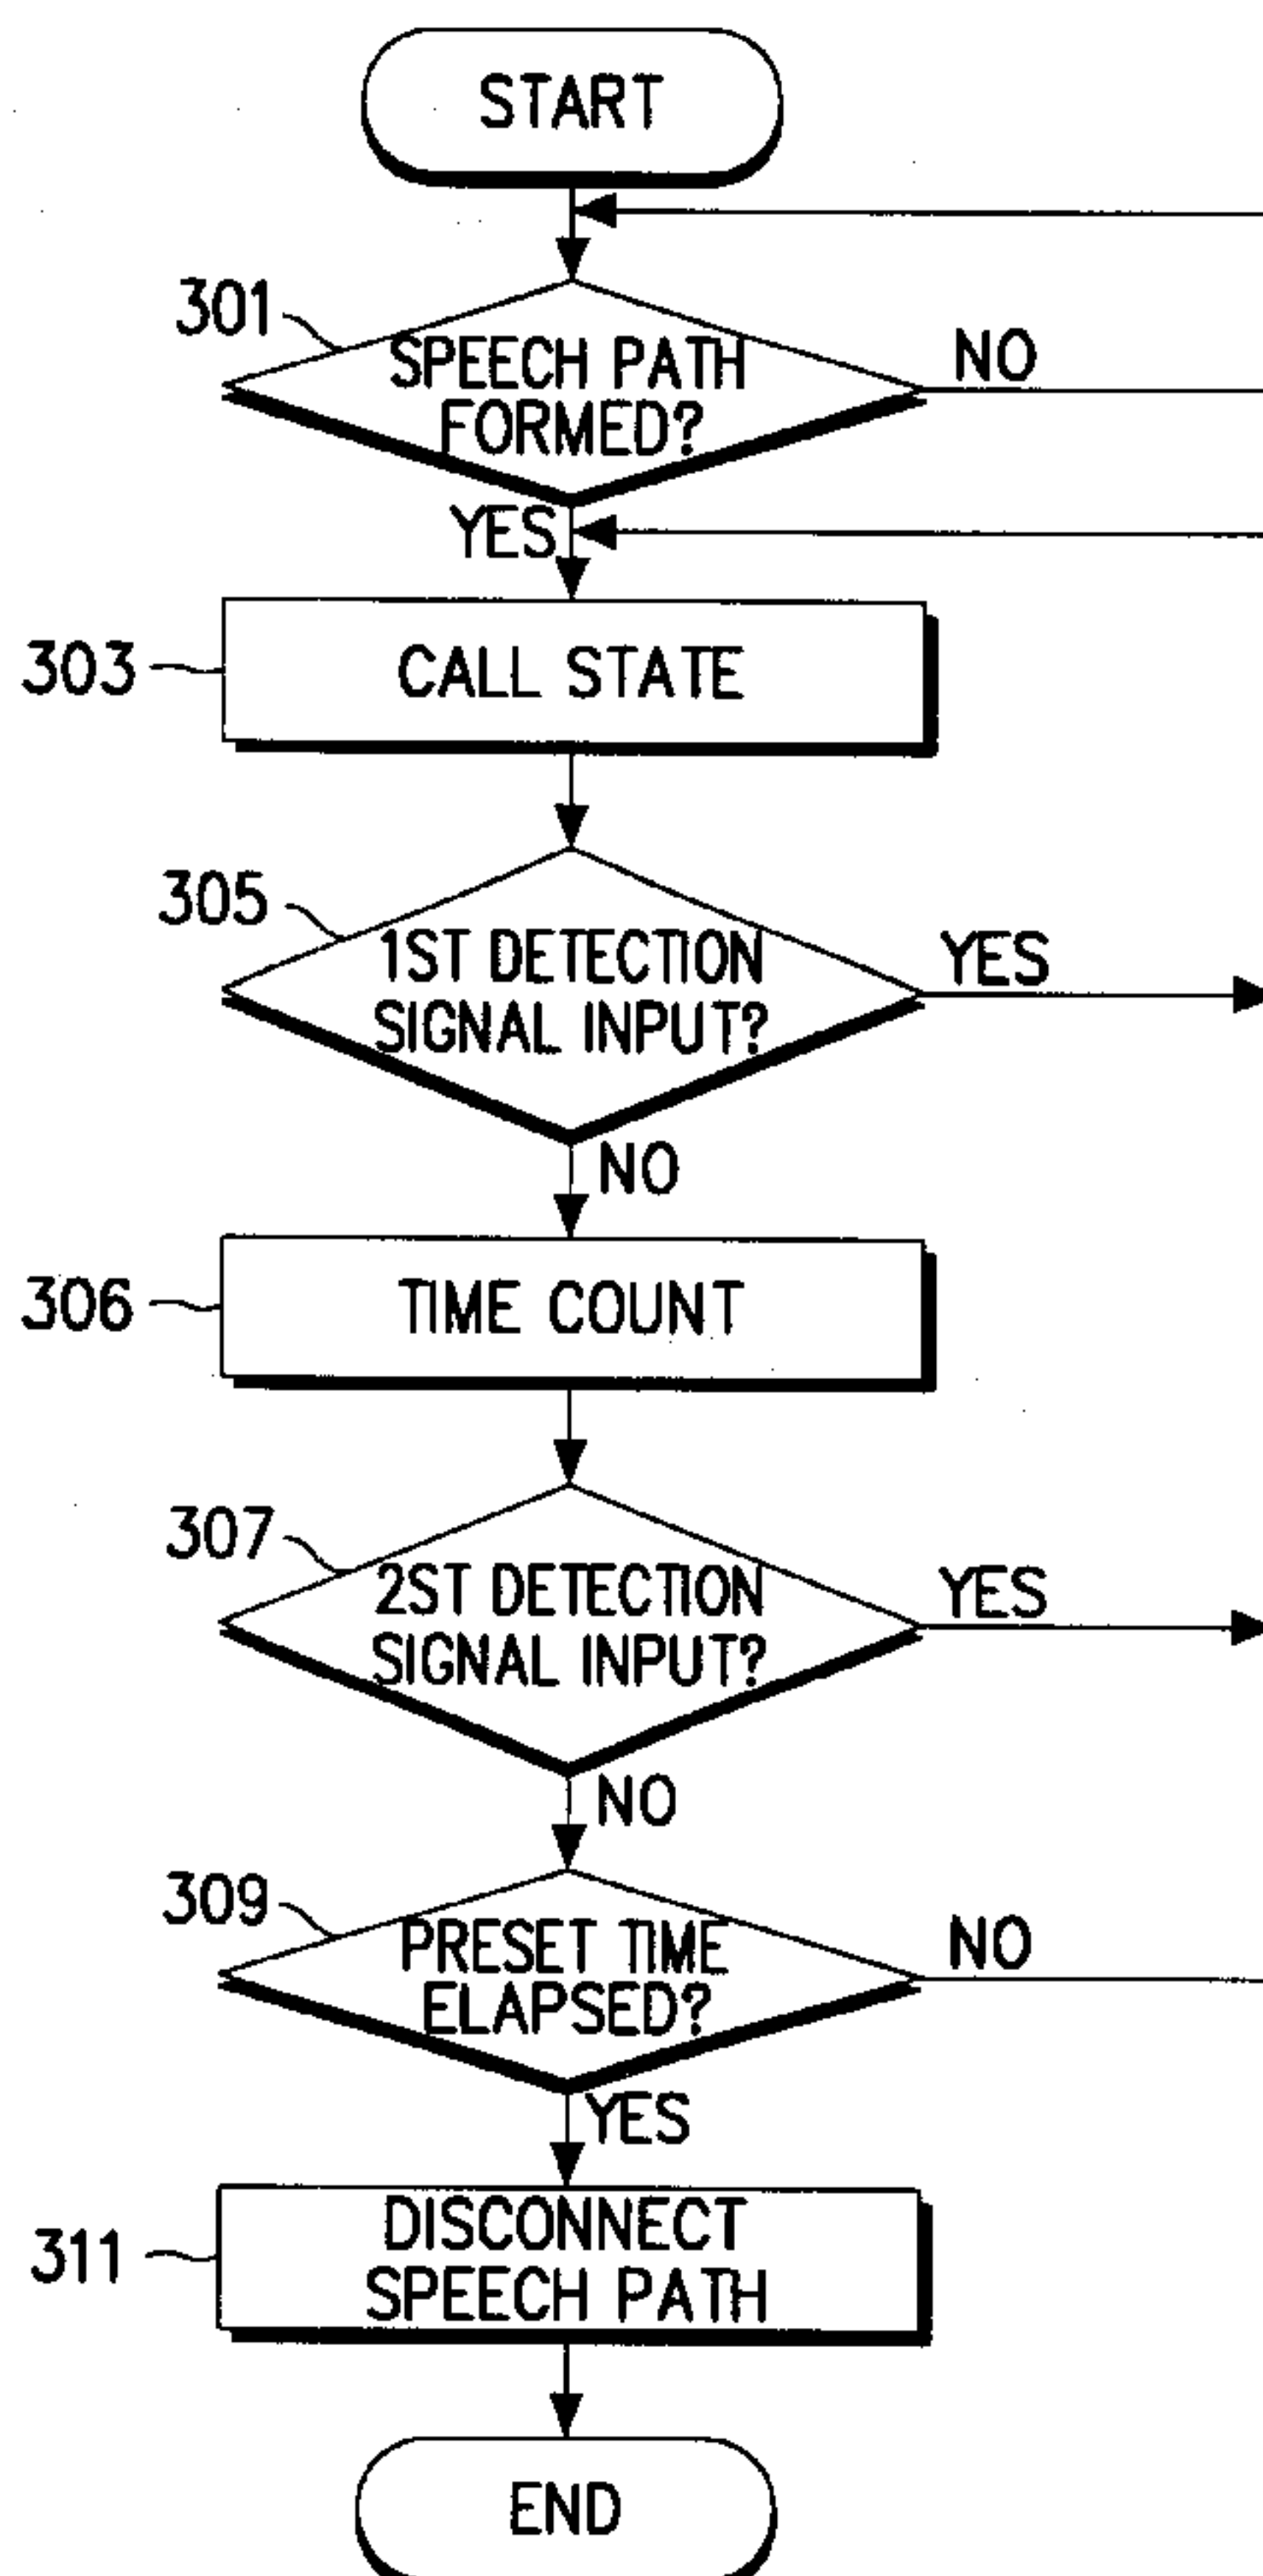 START
301
SPEECH PATH
FORMED?
NO
YES
303
CALL STATE
305
1ST DETECTION
SIGNAL INPUT?
YES
NO
306
TIME COUNT
307
2ST DETECTION
SIGNAL INPUT?
YES
NO
309
PRESET TIME
ELAPSED?
NO
YES
311
DISCONNECT
SPEECH PATH
END